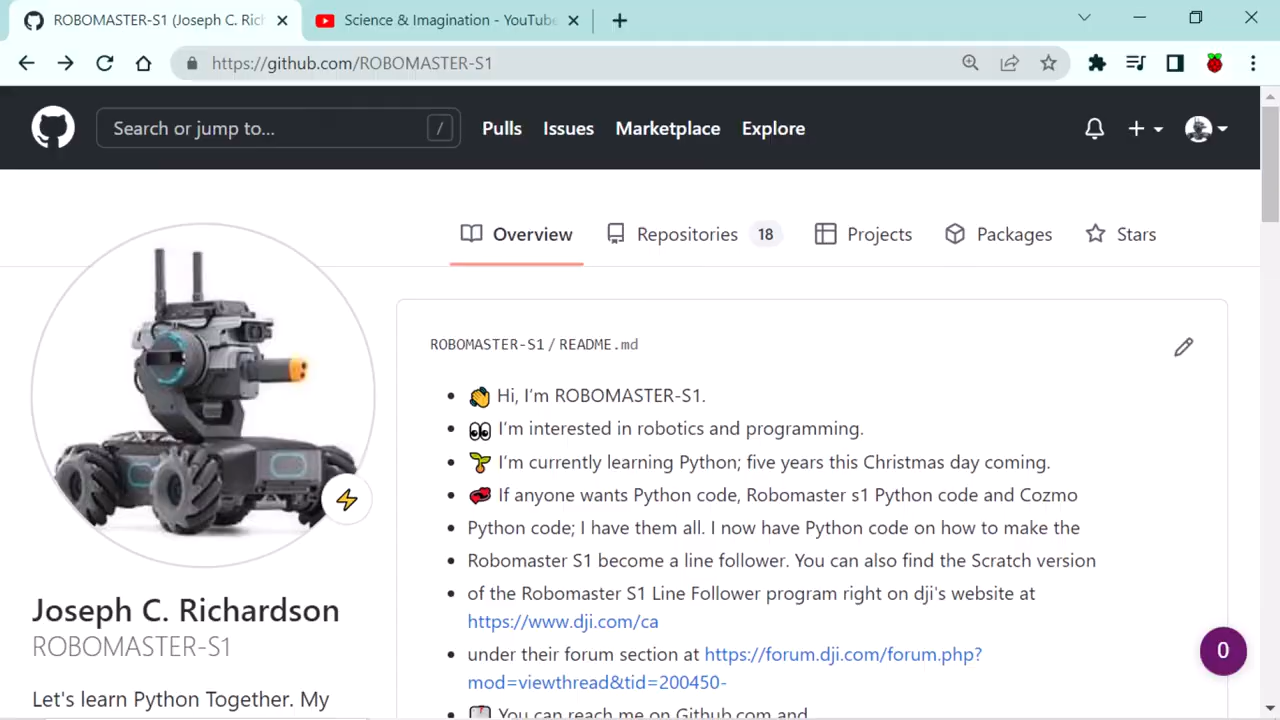 ROBOMASTER-S1 (Joseph C. Rich
Science & Imagination - YouTube
https://github.com/ROBOMASTER-S1
Search or jump to...
/
Pulls
Issues
Marketplace
Explore
Overview
Repositories 18
Projects
Packages
Stars
ROBOMASTER-S1 / README.md
Hi, I'm ROBOMASTER-S1.
I'm interested in robotics and programming.
I'm currently learning Python; five years this Christmas day coming.
If anyone wants Python code, Robomaster s1 Python code and Cozmo
Python code; I have them all. I now have Python code on how to make the
Robomaster S1 become a line follower. You can also find the Scratch version
of the Robomaster S1 Line Follower program right on dji's website at
https://www.dji.com/ca
under their forum section at https://forum.dji.com/forum.php?
mod=viewthread&tid=200450-
You can reach me on Github.com and
Joseph C. Richardson
ROBOMASTER-S1
Let's learn Python Together. My
0